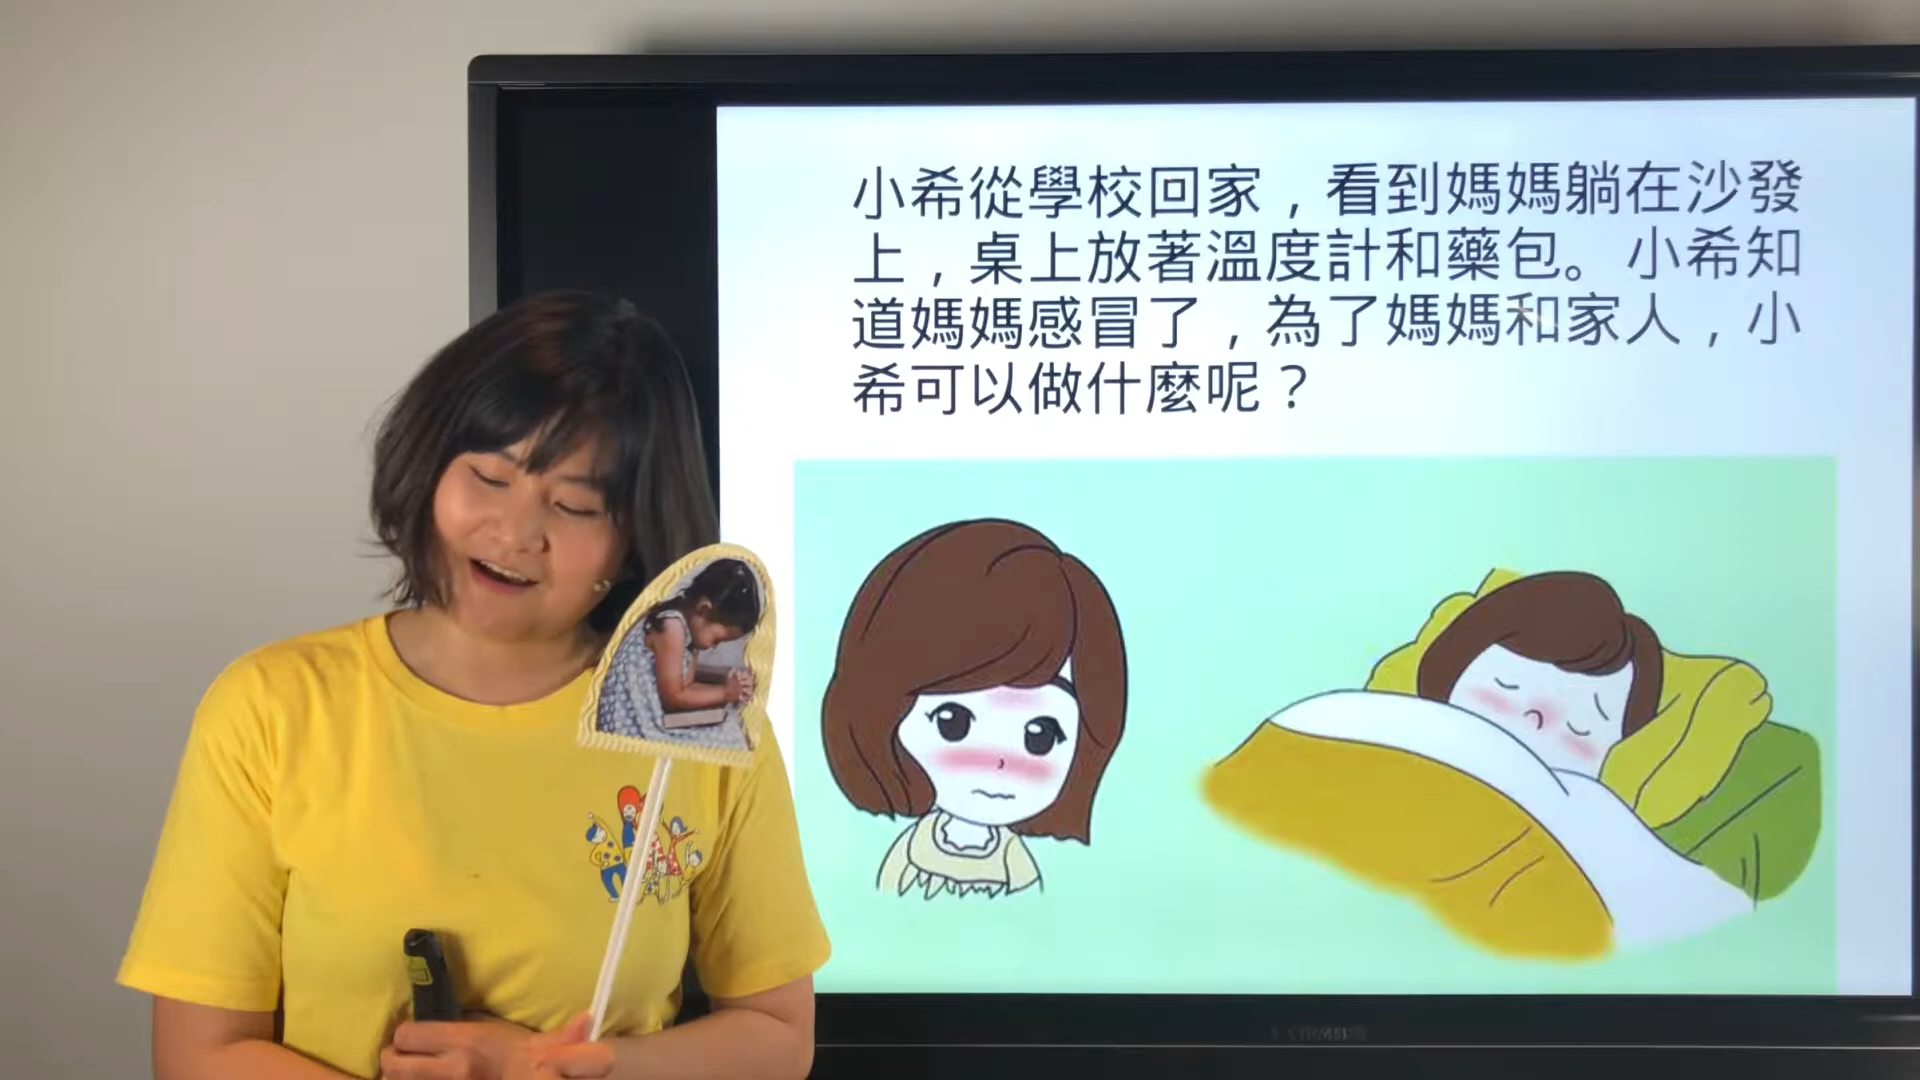 小希從學校回家，看到媽媽躺在沙發
上，桌上放著溫度計和藥包。小希知
道媽媽感冒了，為了媽媽和家人，小
希可以做什麼呢？